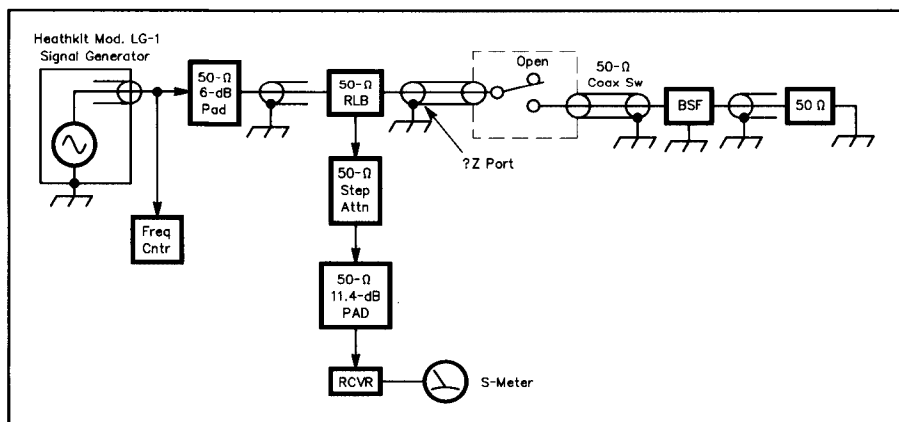 Heathkit Mod. LG-1
Signal Generator
50-Ω
6-dB
Pad
50-Ω
RLB
Open
50-Ω
Coax Sw
BSF
50 Ω
?Z Port
50-Ω
Step
Attn
Freq
Cntr
50-Ω
11.4-dB
PAD
RCVR
S-Meter